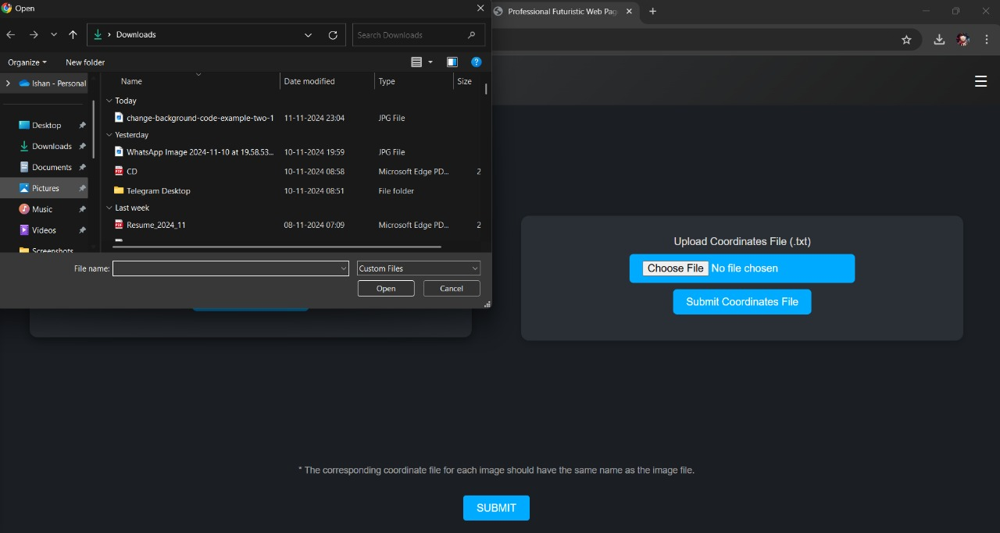 Open
Professional Futuristic Web Pag
Downloads
Search Downloads
Organize
New folder
Ishan - Personal
Name
Date modified
Type
Size
Today
change-background-code-example-two-1
11-11-2024 23:04
JPG File
Yesterday
WhatsApp Image 2024-11-10 at 19.58.53...
10-11-2024 19:59
JPG File
CD
10-11-2024 08:58
Microsoft Edge PD...
2
Telegram Desktop
10-11-2024 08:51
File folder
Last week
Resume_2024_11
08-11-2024 07:09
Microsoft Edge PD...
2
Desktop
Downloads
Documents
Pictures
Music
Videos
Screenshots
File name:
Custom Files
Open
Cancel
Upload Coordinates File (.txt)
Choose File No file chosen
Submit Coordinates File
* The corresponding coordinate file for each image should have the same name as the image file.
SUBMIT